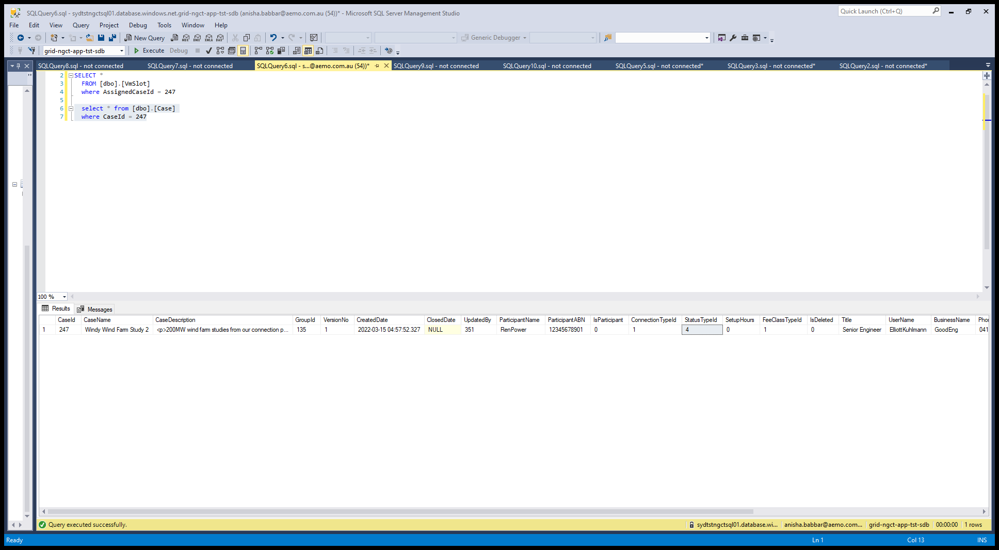 SQLQuery6.sql - sydtstngctsql01.database.windows.net.grid-ngct-app-tst-sdb (anisha.babbar@aemo.com.au (54))* - Microsoft SQL Server Management Studio
Quick Launch (Ctrl+Q)
File Edit View Query Project Debug Tools Window Help
New Query MDX DMX XMLA DAX Generic Debugger
grid-ngct-app-tst-sdb Execute Debug
SQLQuery8.sql - not connected SQLQuery7.sql - not connected SQLQuery6.sql - s...@aemo.com.au (54))* SQLQuery9.sql - not connected SQLQuery10.sql - not connected SQLQuery5.sql - not connected* SQLQuery3.sql - not connected* SQLQuery2.sql - not connected*
2 SELECT *
3 FROM [dbo].[VmSlot]
4 where AssignedCaseId = 247
5
6 select * from [dbo].[Case]
7 where CaseId = 247
100 %
Results Messages
CaseId CaseName CaseDescription GroupId VersionNo CreatedDate ClosedDate UpdatedBy ParticipantName ParticipantABN IsParticipant ConnectionTypeId StatusTypeId SetupHours FeeClassTypeId IsDeleted Title UserName BusinessName Phon
1 247 Windy Wind Farm Study 2 <p>200MW wind farm studies from our connection p... 135 1 2022-03-15 04:57:52.327 NULL 351 RenPower 12345678901 0 1 4 0 1 0 Senior Engineer ElliottKuhlmann GoodEng 041
Query executed successfully. sydtstngctsql01.database.wi... anisha.babbar@aemo.com... grid-ngct-app-tst-sdb 00:00:00 1 rows
Ready Ln 1 Col 13 INS